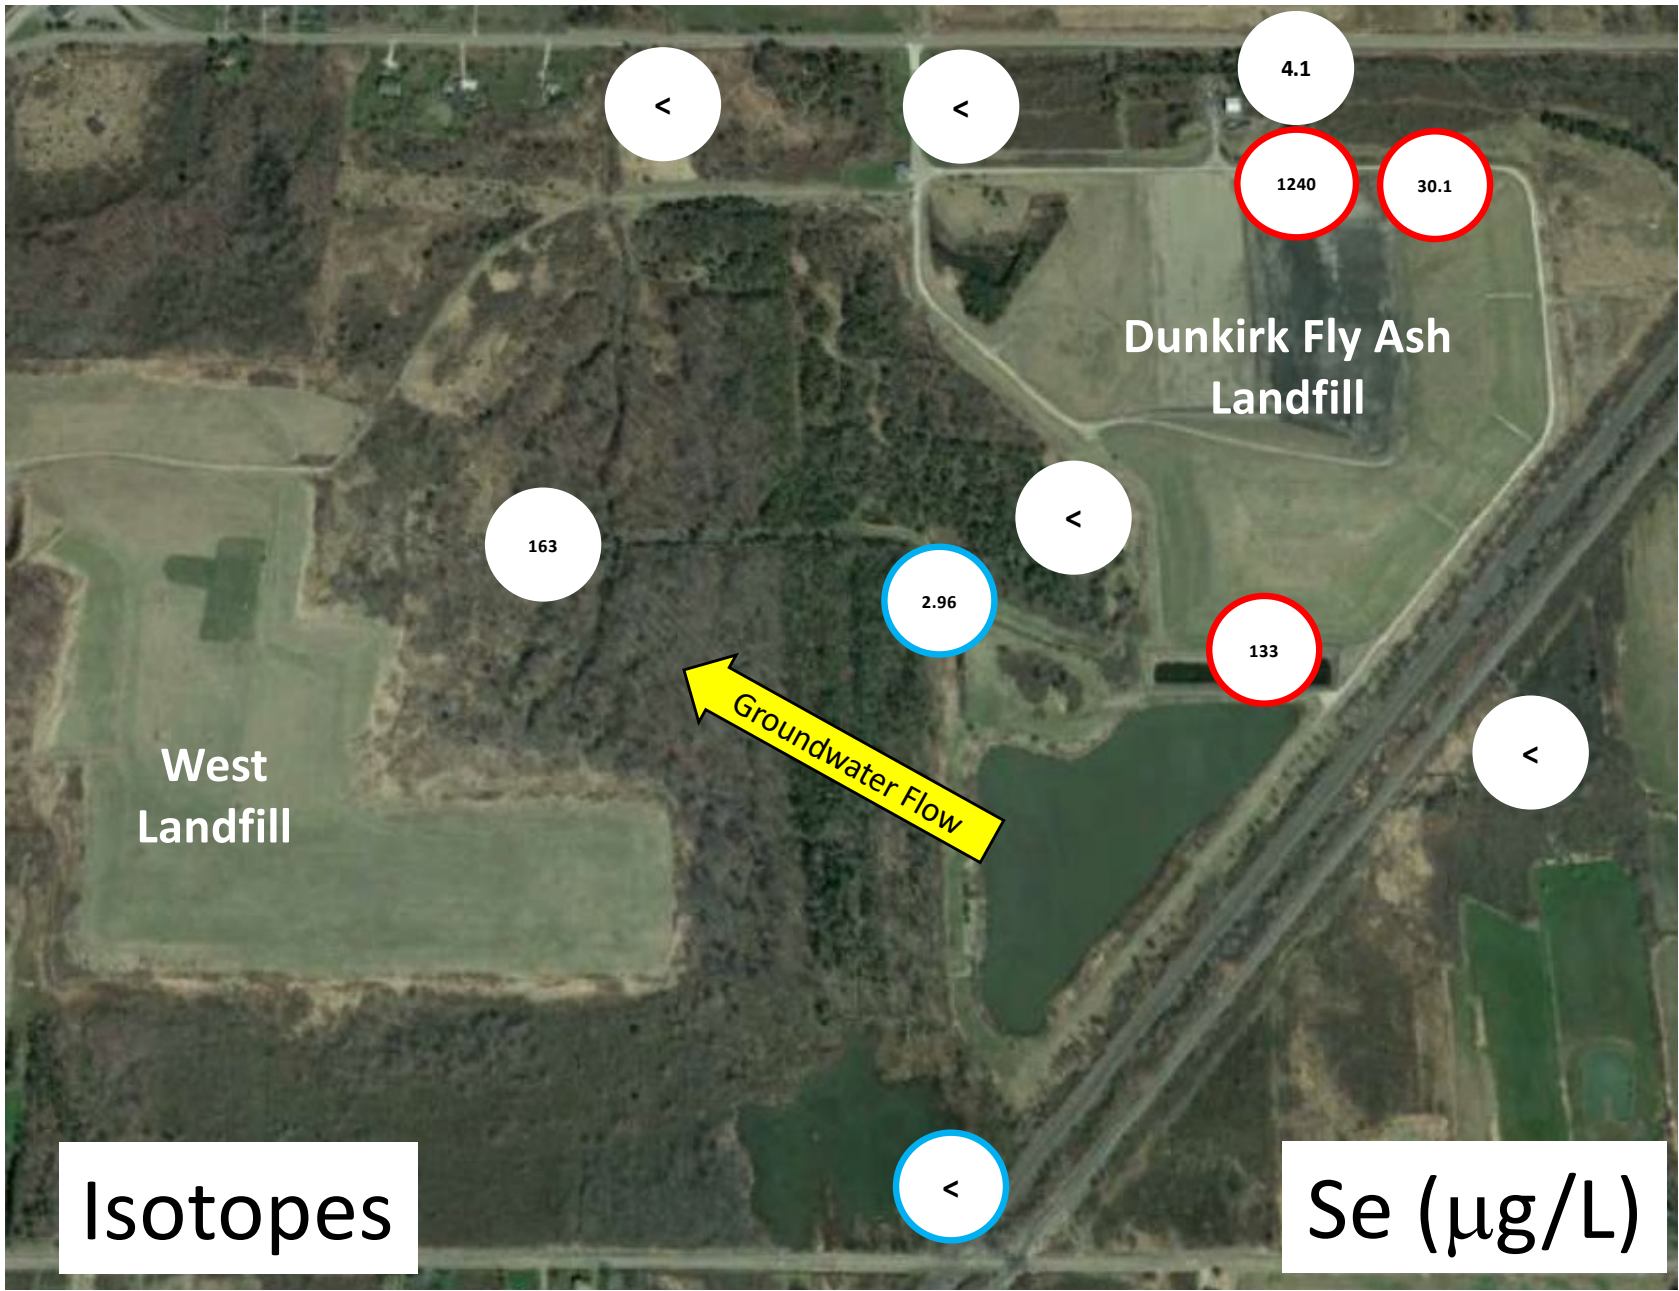 4.1
<
<
1240
30.1
Dunkirk Fly Ash
Landfill
163
<
2.96
133
Groundwater Flow
<
West
Landfill
<
Isotopes
Se (µg/L)